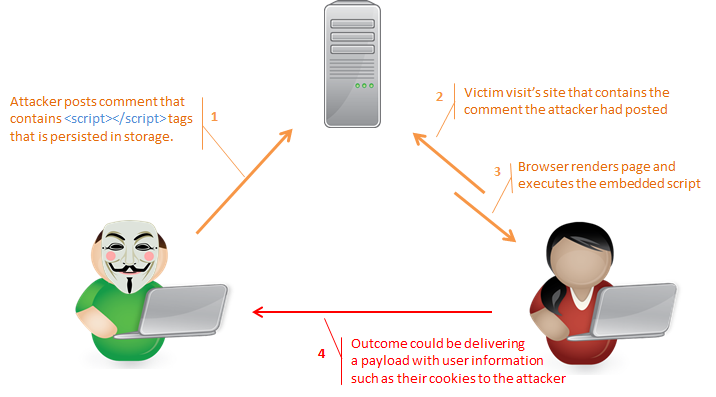 Attacker posts comment that
contains <script></script> tags
that is persisted in storage.
1
2
Victim visit's site that contains the
comment the attacker had posted
3
Browser renders page and
executes the embedded script
4
Outcome could be delivering
a payload with user information
such as their cookies to the attacker